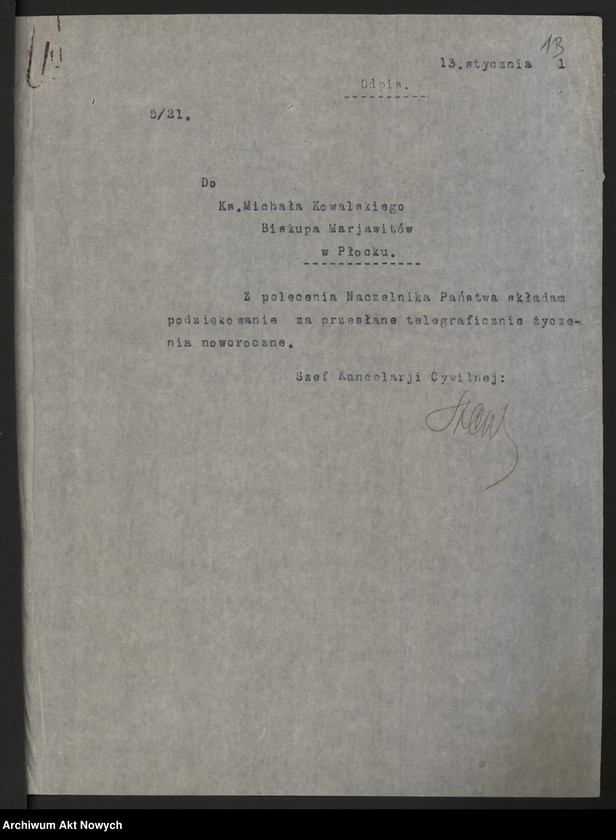 13
13.stycznia 1
Odpis.
5/21.
Do
Ks.Michała Kowalskiego
Biskupa Marjawitów
w Płocku.
Z polecenia Naczelnika Państwa składam
podziękowanie za przesłane telegraficznie życze-
nia noworoczne.
Szef Kancelarji Cywilnej:
Archiwum Akt Nowych